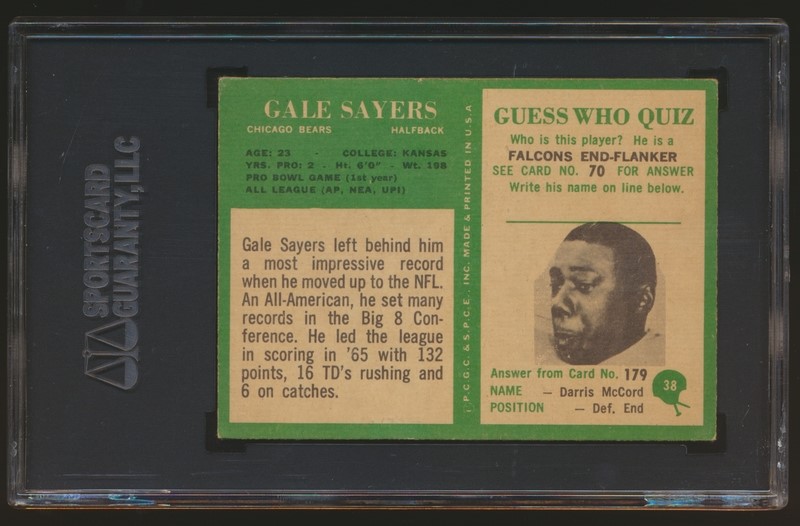 SPORTSCARD
GUARANTY, LLC
GALE SAYERS
CHICAGO BEARS HALFBACK
AGE: 23 - COLLEGE: KANSAS
YRS. PRO: 2 - Ht. 6'0" - Wt. 198
PRO BOWL GAME (1st year)
ALL LEAGUE (AP, NEA, UPI)
Gale Sayers left behind him
a most impressive record
when he moved up to the NFL.
An All-American, he set many
records in the Big 8 Con-
ference. He led the league
in scoring in '65 with 132
points, 16 TD's rushing and
6 on catches.
P.C.G.C. & S.P.C.E. INC. MADE & PRINTED IN U.S.A
GUESS WHO QUIZ
Who is this player? He is a
FALCONS END-FLANKER
SEE CARD NO. 70 FOR ANSWER
Write his name on line below.
Answer from Card No. 179
NAME — Darris McCord
POSITION — Def. End
38